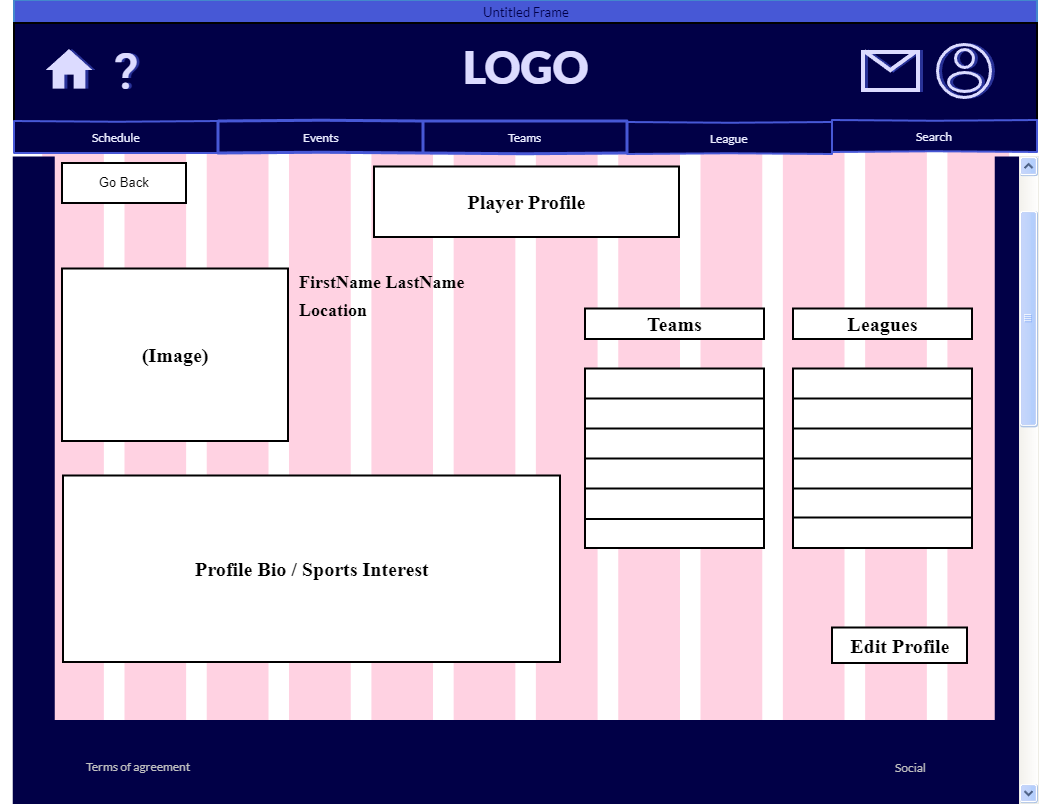 Untitled Frame
?
LOGO
Schedule
Events
Teams
League
Search
Go Back
Player Profile
FirstName LastName
Location
(Image)
Teams
Leagues
Profile Bio / Sports Interest
Edit Profile
Terms of agreement
Social